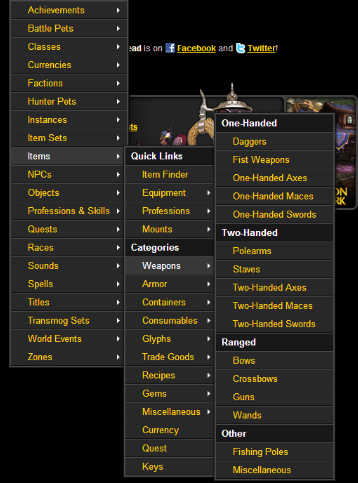 Achievements
Battle Pets
Classes
Currencies
Factions
Hunter Pets
Instances
Item Sets
Items
NPCs
Objects
Professions & Skills
Quests
Races
Sounds
Spells
Titles
Transmog Sets
World Events
Zones
ead is on Facebook and Twitter!
ts
Quick Links
Item Finder
Equipment
Professions
Mounts
Categories
Weapons
Armor
Containers
Consumables
Glyphs
Trade Goods
Recipes
Gems
Miscellaneous
Currency
Quest
Keys
One-Handed
Daggers
Fist Weapons
One-Handed Axes
One-Handed Maces
One-Handed Swords
Two-Handed
Polearms
Staves
Two-Handed Axes
Two-Handed Maces
Two-Handed Swords
Ranged
Bows
Crossbows
Guns
Wands
Other
Fishing Poles
Miscellaneous
ON
RK